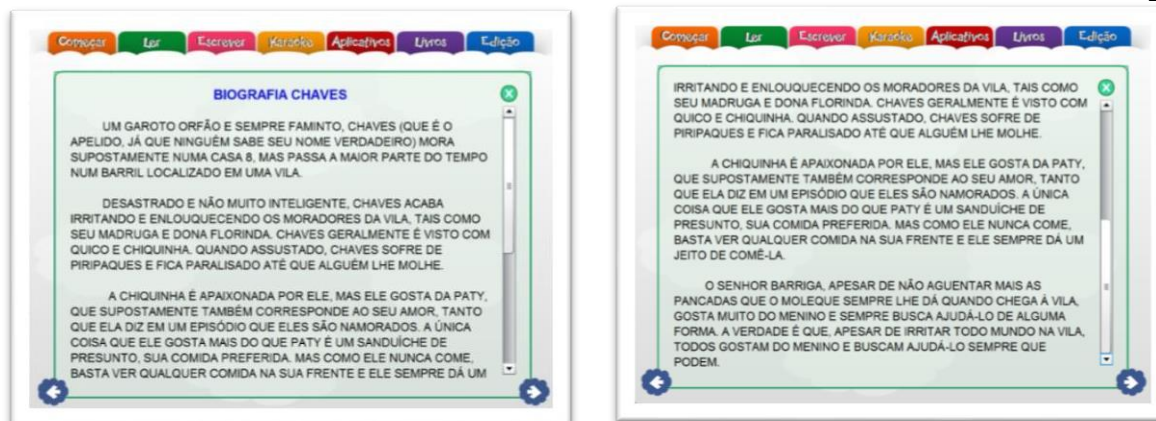 Começar Ler Escrever Karaokê Aplicativos Livros Edição
BIOGRAFIA CHAVES
UM GAROTO ORFÃO E SEMPRE FAMINTO, CHAVES (QUE É O
APELIDO, JÁ QUE NINGUÉM SABE SEU NOME VERDADEIRO) MORA
SUPOSTAMENTE NUMA CASA 8, MAS PASSA A MAIOR PARTE DO TEMPO
NUM BARRIL LOCALIZADO EM UMA VILA.
DESASTRADO E NÃO MUITO INTELIGENTE, CHAVES ACABA
IRRITANDO E ENLOUQUECENDO OS MORADORES DA VILA, TAIS COMO
SEU MADRUGA E DONA FLORINDA. CHAVES GERALMENTE É VISTO COM
QUICO E CHIQUINHA. QUANDO ASSUSTADO, CHAVES SOFRE DE
PIRIPAQUES E FICA PARALISADO ATÉ QUE ALGUÉM LHE MOLHE.
A CHIQUINHA É APAIXONADA POR ELE, MAS ELE GOSTA DA PATY,
QUE SUPOSTAMENTE TAMBÉM CORRESPONDE AO SEU AMOR, TANTO
QUE ELA DIZ EM UM EPISÓDIO QUE ELES SÃO NAMORADOS. A ÚNICA
COISA QUE ELE GOSTA MAIS DO QUE PATY É UM SANDUÍCHE DE
PRESUNTO, SUA COMIDA PREFERIDA. MAS COMO ELE NUNCA COME,
BASTA VER QUALQUER COMIDA NA SUA FRENTE E ELE SEMPRE DÁ UM
Começar Ler Escrever Karaokê Aplicativos Livros Edição
IRRITANDO E ENLOUQUECENDO OS MORADORES DA VILA, TAIS COMO
SEU MADRUGA E DONA FLORINDA. CHAVES GERALMENTE É VISTO COM
QUICO E CHIQUINHA. QUANDO ASSUSTADO, CHAVES SOFRE DE
PIRIPAQUES E FICA PARALISADO ATÉ QUE ALGUÉM LHE MOLHE.
A CHIQUINHA É APAIXONADA POR ELE, MAS ELE GOSTA DA PATY,
QUE SUPOSTAMENTE TAMBÉM CORRESPONDE AO SEU AMOR, TANTO
QUE ELA DIZ EM UM EPISÓDIO QUE ELES SÃO NAMORADOS. A ÚNICA
COISA QUE ELE GOSTA MAIS DO QUE PATY É UM SANDUÍCHE DE
PRESUNTO, SUA COMIDA PREFERIDA. MAS COMO ELE NUNCA COME,
BASTA VER QUALQUER COMIDA NA SUA FRENTE E ELE SEMPRE DÁ UM
JEITO DE COMÊ-LA.
O SENHOR BARRIGA, APESAR DE NÃO AGUENTAR MAIS AS
PANCADAS QUE O MOLEQUE SEMPRE LHE DÁ QUANDO CHEGA À VILA,
GOSTA MUITO DO MENINO E SEMPRE BUSCA AJUDÁ-LO DE ALGUMA
FORMA. A VERDADE É QUE, APESAR DE IRRITAR TODO MUNDO NA VILA,
TODOS GOSTAM DO MENINO E BUSCAM AJUDÁ-LO SEMPRE QUE
PODEM.